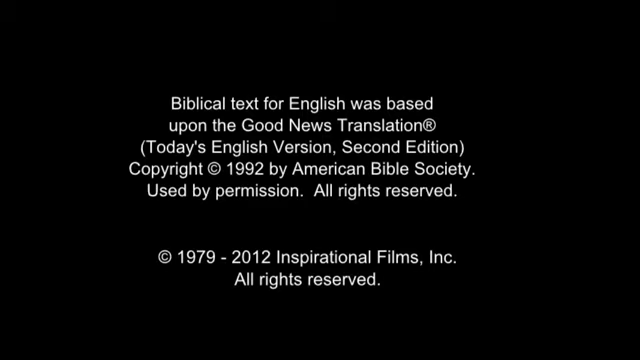 Biblical text for English was based
upon the Good News Translation®
(Today's English Version, Second Edition)
Copyright © 1992 by American Bible Society.
Used by permission.  All rights reserved.
© 1979 - 2012 Inspirational Films, Inc.
All rights reserved.